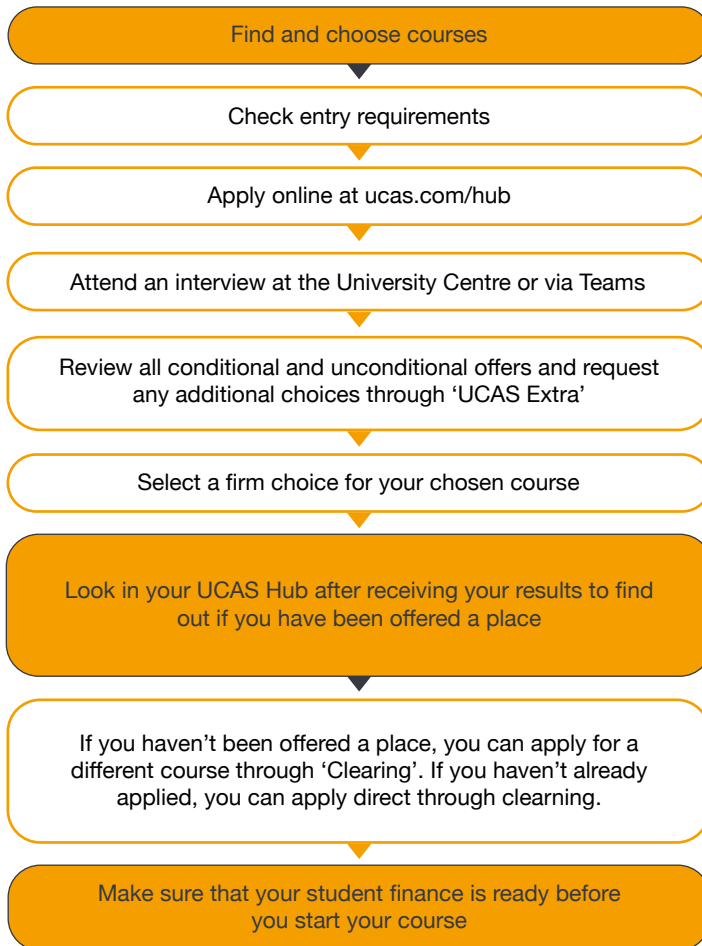 Find and choose courses
Check entry requirements
Apply online at ucas.com/hub
Attend an interview at the University Centre or via Teams
Review all conditional and unconditional offers and request
any additional choices through ‘UCAS Extra’
Select a firm choice for your chosen course
Look in your UCAS Hub after receiving your results to find
out if you have been offered a place
If you haven’t been offered a place, you can apply for a
different course through ‘Clearing’. If you haven’t already
applied, you can apply direct through clearning.
Make sure that your student finance is ready before
you start your course